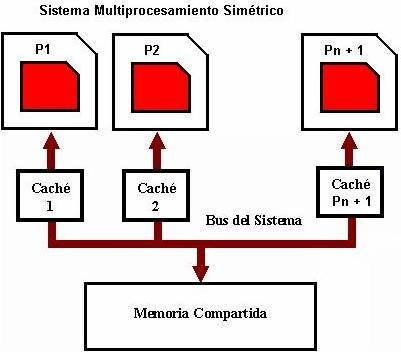 Sistema Multiprocesamiento Simétrico
P1
P2
Pn + 1
Caché
1
Caché
2
Caché
Pn + 1
Bus del Sistema
Memoria Compartida